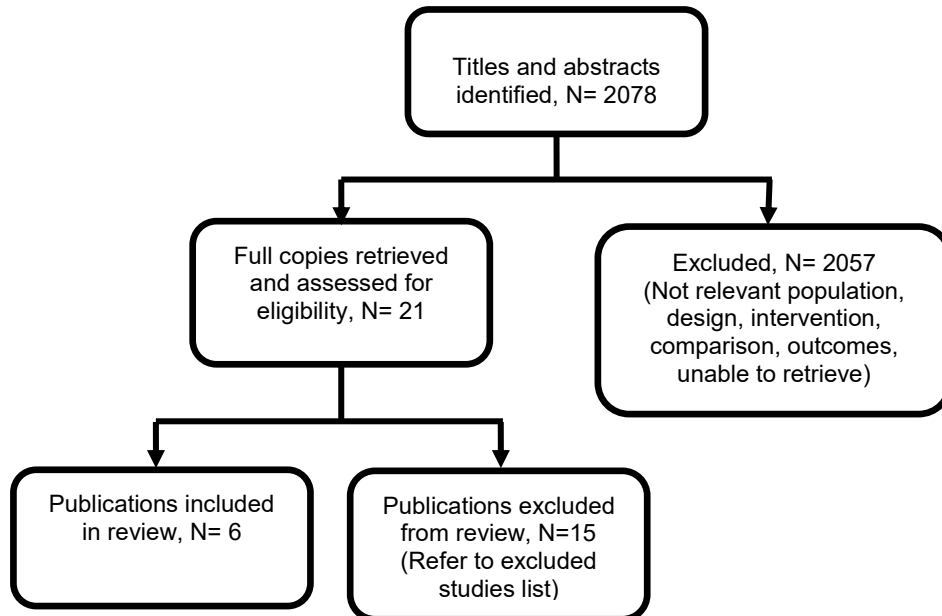 Titles and abstracts
identified, N= 2078
Full copies retrieved
and assessed for
eligibility, N= 21
Excluded, N= 2057
(Not relevant population,
design, intervention,
comparison, outcomes,
unable to retrieve)
Publications included
in review, N= 6
Publications excluded
from review, N=15
(Refer to excluded
studies list)